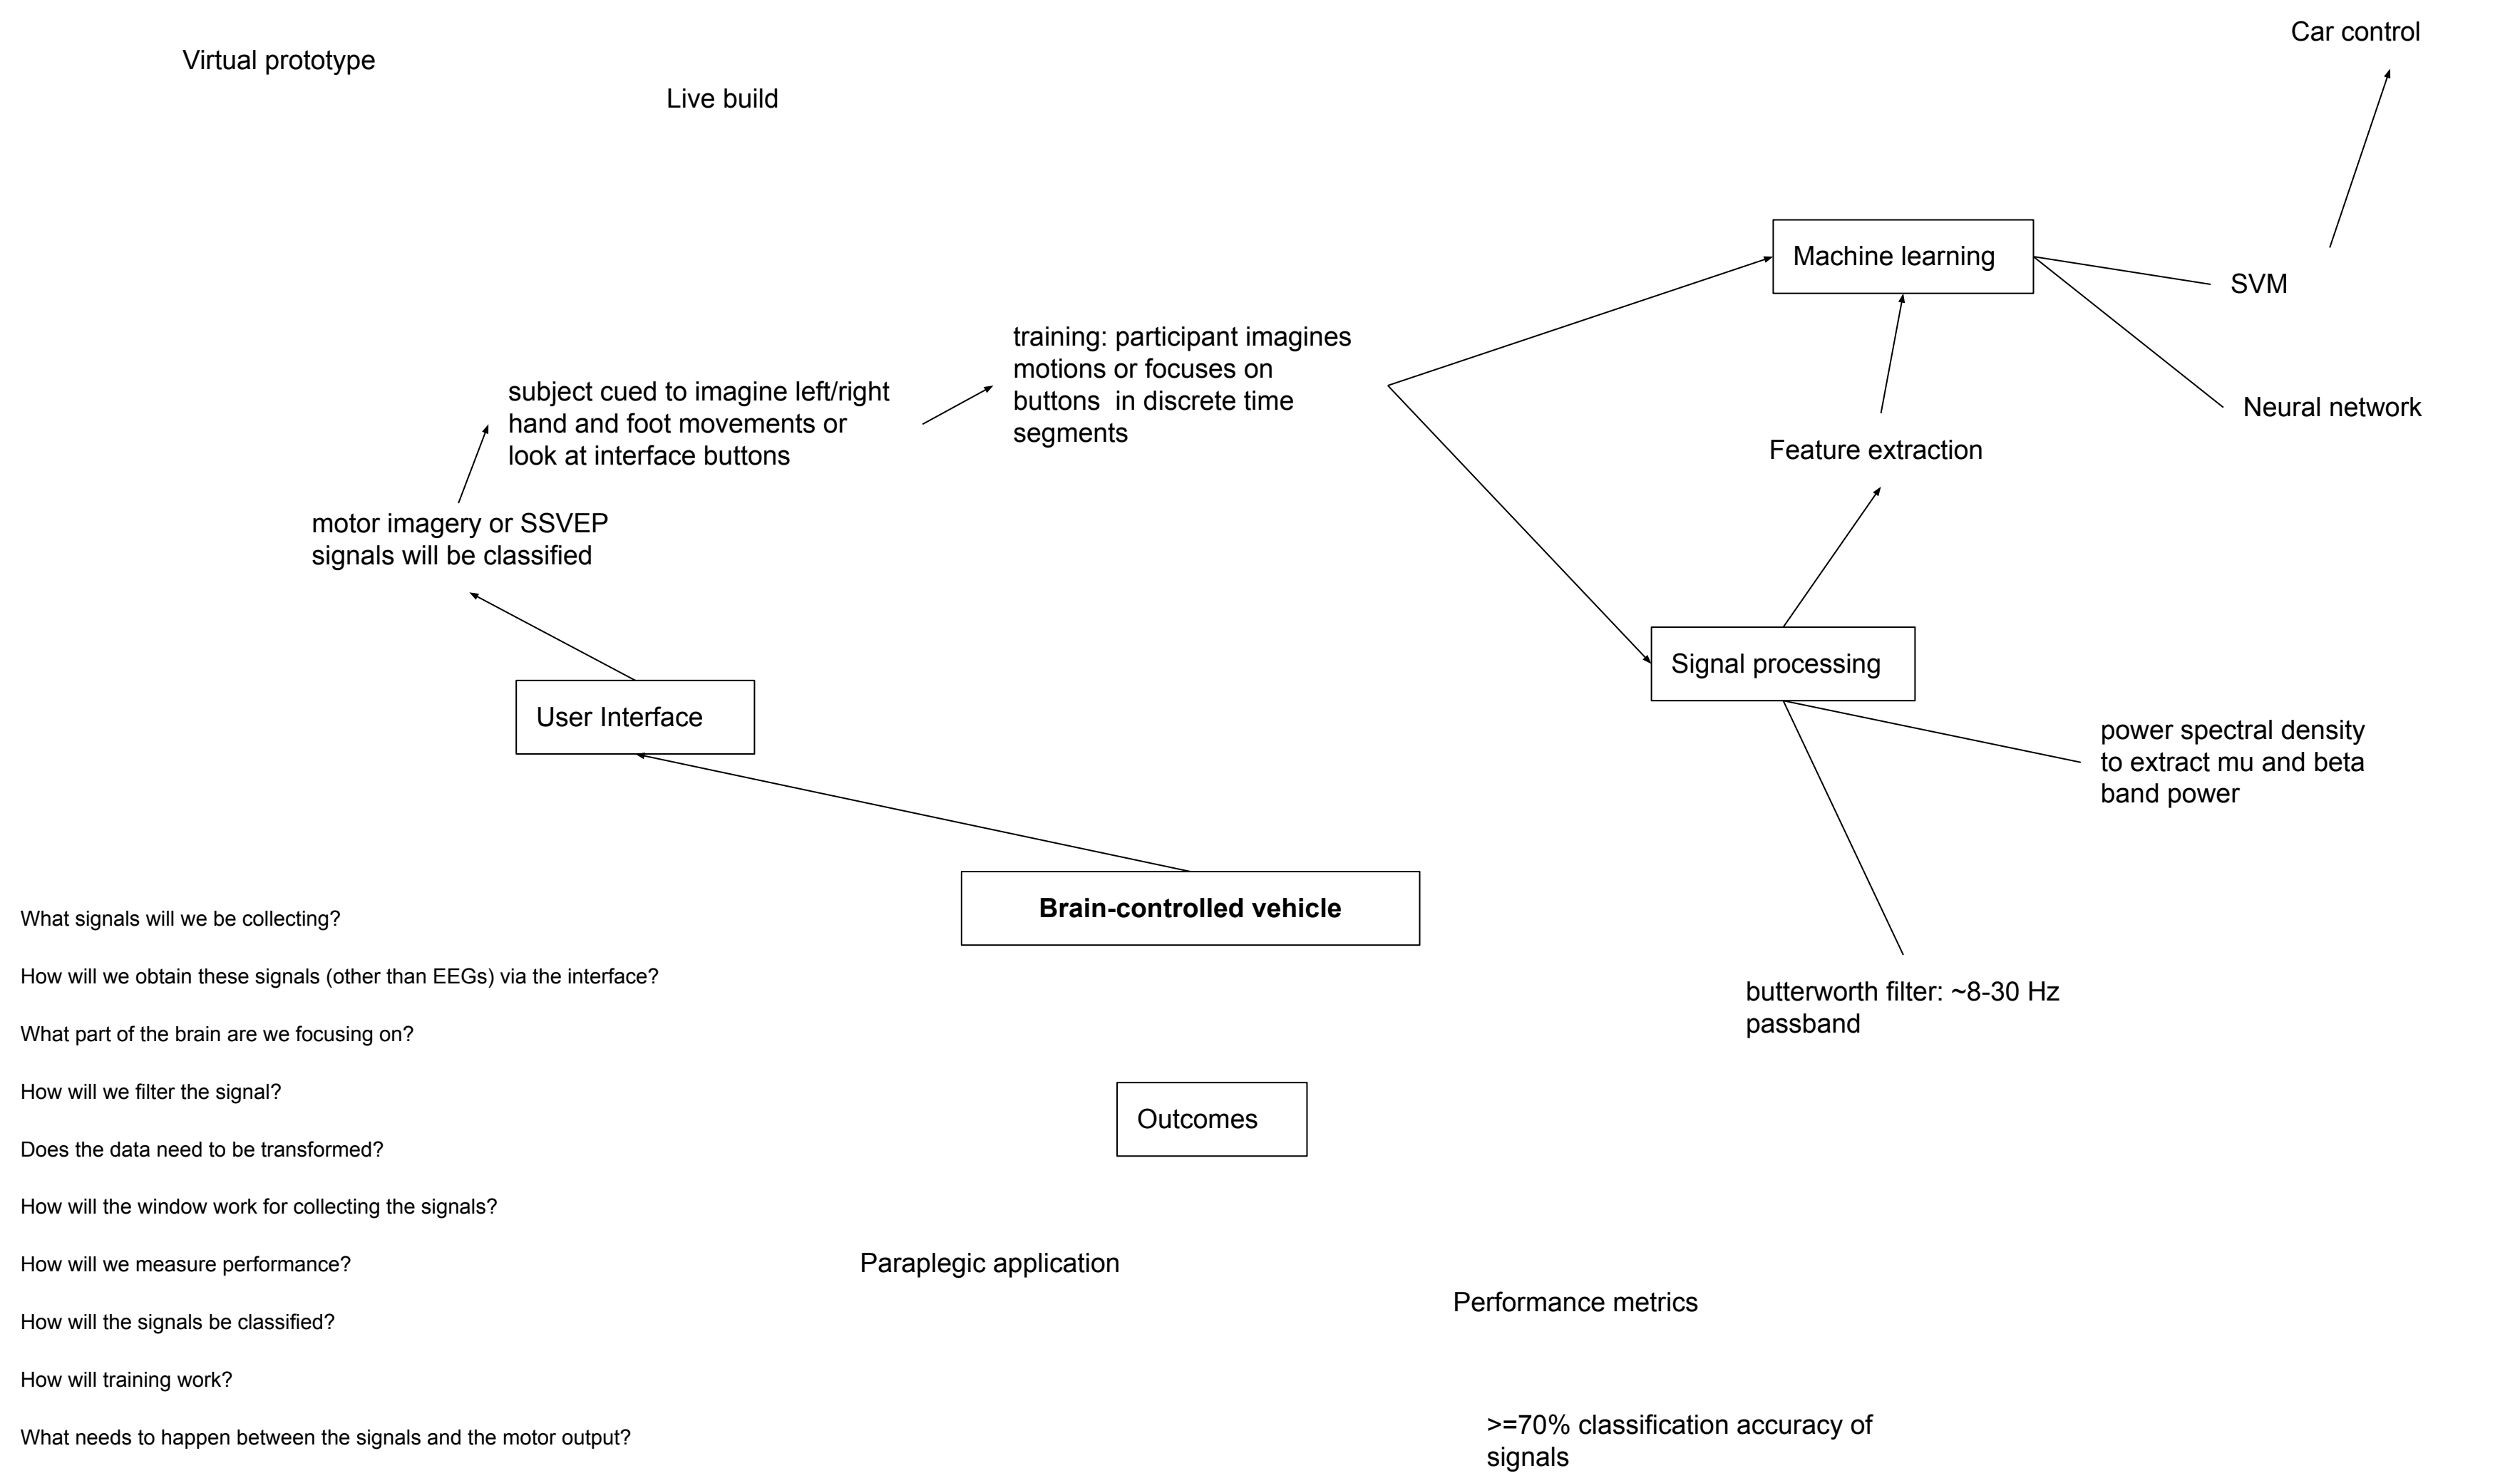 Car control
Virtual prototype
Live build
Machine learning
SVM
training: participant imagines
motions or focuses on
buttons  in discrete time
segments
subject cued to imagine left/right
hand and foot movements or
look at interface buttons
Neural network
Feature extraction
motor imagery or SSVEP
signals will be classified
Signal processing
User Interface
power spectral density
to extract mu and beta
band power
Brain-controlled vehicle
What signals will we be collecting?
How will we obtain these signals (other than EEGs) via the interface?
What part of the brain are we focusing on?
How will we filter the signal?
Does the data need to be transformed?
How will the window work for collecting the signals?
How will we measure performance?
How will the signals be classified?
How will training work?
What needs to happen between the signals and the motor output?
butterworth filter: ~8-30 Hz
passband
Outcomes
Paraplegic application
Performance metrics
>=70% classification accuracy of
signals